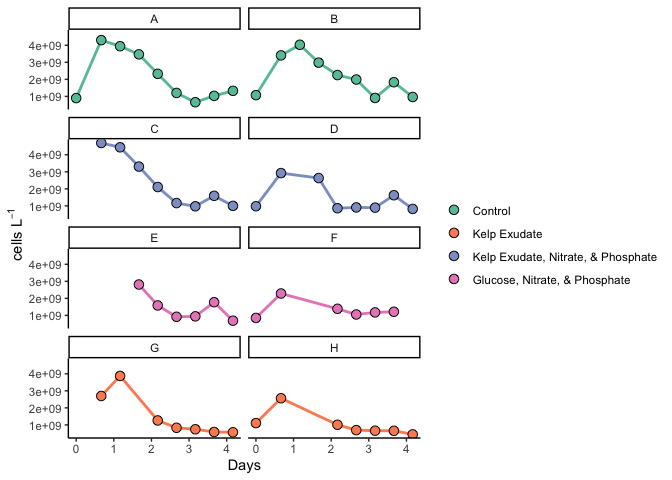 A B
4e+09
3e+09
2e+09
1e+09
C D
4e+09
3e+09
2e+09
1e+09
E F
4e+09
3e+09
2e+09
1e+09
G H
4e+09
3e+09
2e+09
1e+09
0 1 2 3 4 0 1 2 3 4
Days
cells L⁻¹
Control
Kelp Exudate
Kelp Exudate, Nitrate, & Phosphate
Glucose, Nitrate, & Phosphate